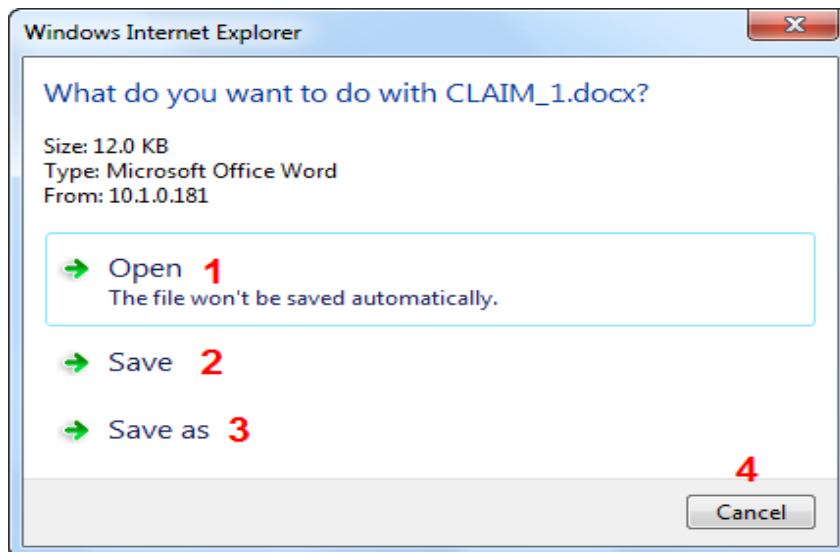 Windows Internet Explorer
What do you want to do with CLAIM_1.docx?
Size: 12.0 KB
Type: Microsoft Office Word
From: 10.1.0.181
Open 1
The file won't be saved automatically.
Save 2
Save as 3
4
Cancel